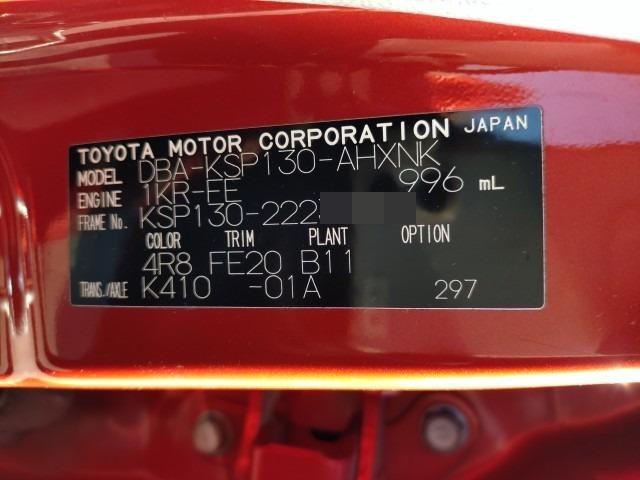 TOYOTA MOTOR CORPORATION JAPAN
MODEL DBA-KSP130-AHXNK
ENGINE 1KR-FE 996 mL
FRAME No. KSP130-222
COLOR TRIM PLANT OPTION
4R8 FE20 B11
TRANS./AXLE K410 -01A 297